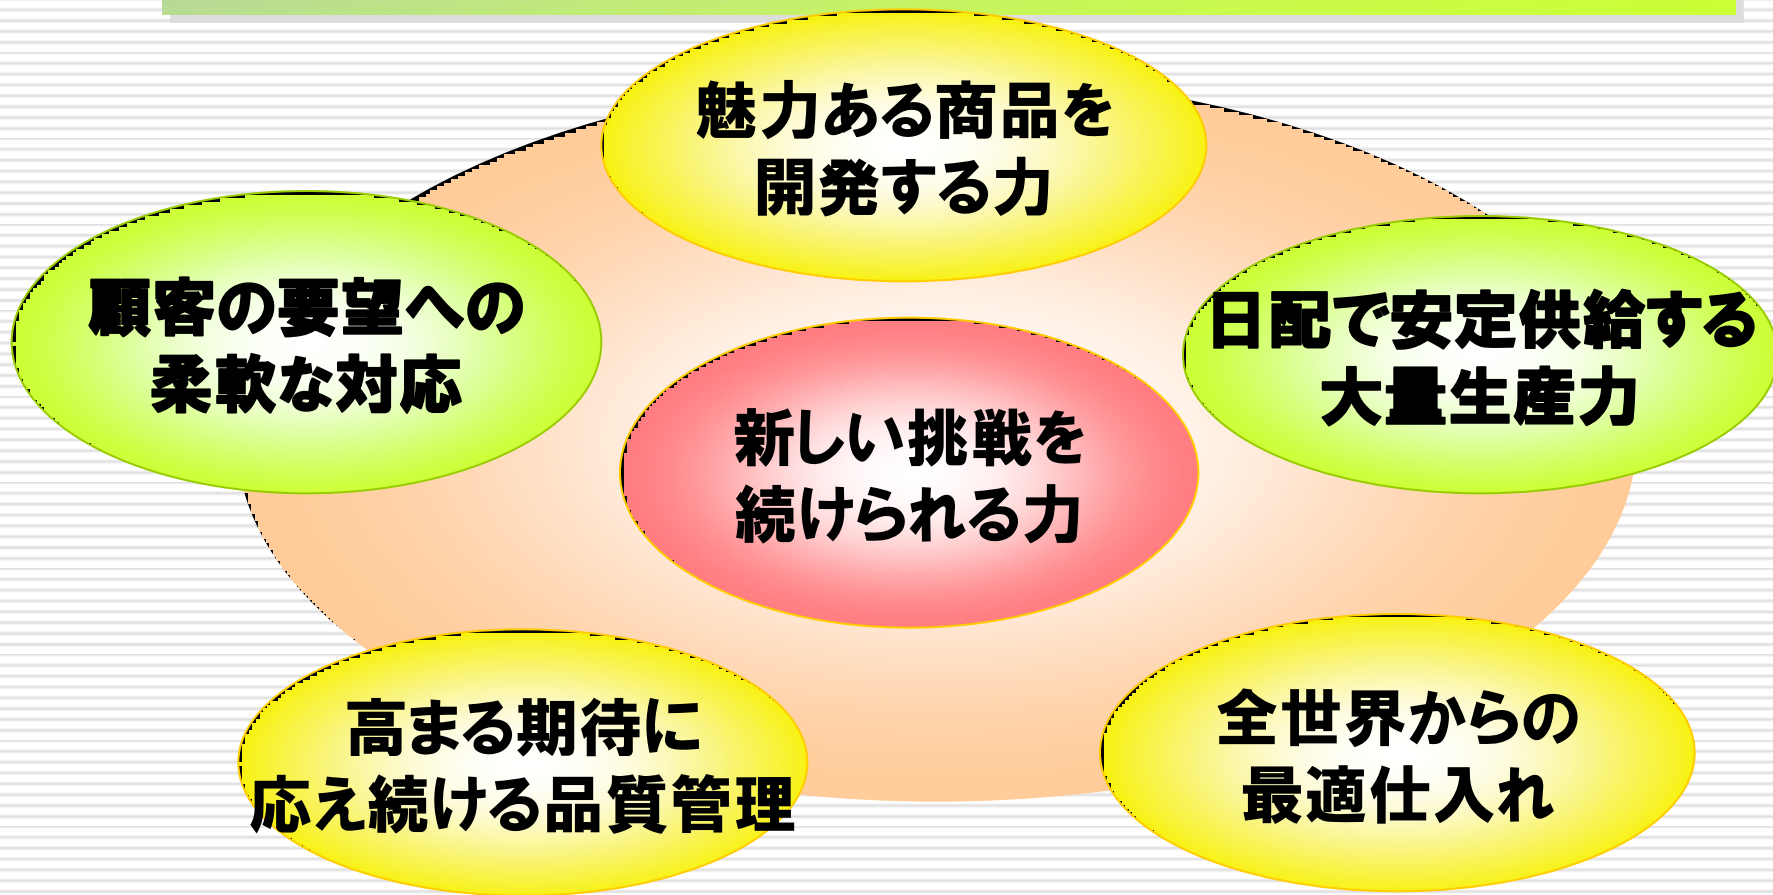 魅力ある商品を
開発する力
顧客の要望への
柔軟な対応
日配で安定供給する
大量生産力
新しい挑戦を
続けられる力
高まる期待に
応え続ける品質管理
全世界からの
最適仕入れ